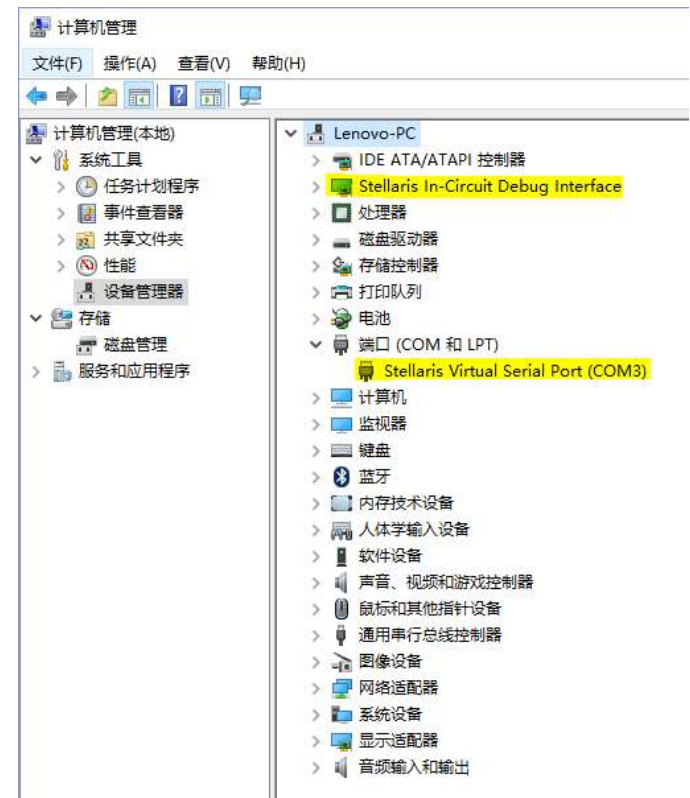 计算机管理
文件(F) 操作(A) 查看(V) 帮助(H)
计算机管理(本地)
系统工具
任务计划程序
事件查看器
共享文件夹
性能
设备管理器
存储
磁盘管理
服务和应用程序
Lenovo-PC
IDE ATA/ATAPI 控制器
Stellaris In-Circuit Debug Interface
处理器
磁盘驱动器
存储控制器
打印队列
电池
端口 (COM 和 LPT)
Stellaris Virtual Serial Port (COM3)
计算机
监视器
键盘
蓝牙
内存技术设备
人体学输入设备
软件设备
声音、视频和游戏控制器
鼠标和其他指针设备
通用串行总线控制器
图像设备
网络适配器
系统设备
显示适配器
音频输入和输出